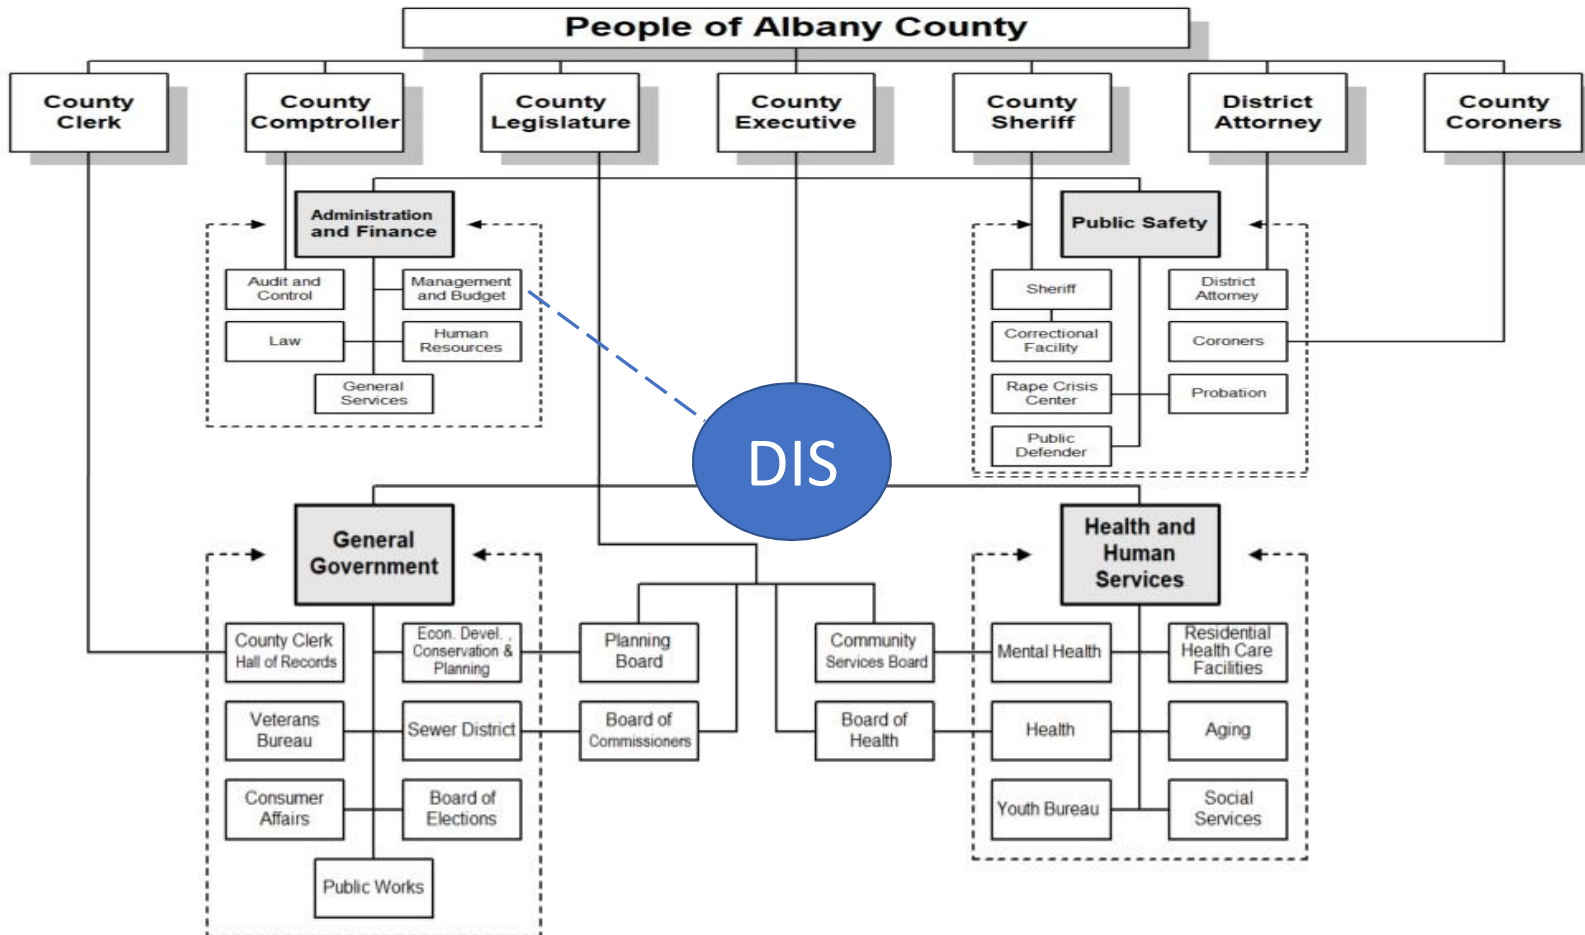 People of Albany County
County
Clerk
County
Comptroller
County
Legislature
County
Executive
County
Sheriff
District
Attorney
County
Coroners
Administration
and Finance
Audit and
Control
Management
and Budget
Law
Human
Resources
General
Services
Public Safety
Sheriff
District
Attorney
Correctional
Facility
Coroners
Rape Crisis
Center
Probation
Public
Defender
DIS
General
Government
County Clerk
Hall of Records
Econ. Devel. ,
Conservation &
Planning
Planning
Board
Veterans
Bureau
Sewer District
Board of
Commissioners
Consumer
Affairs
Board of
Elections
Public Works
Health and
Human
Services
Community
Services Board
Mental Health
Residential
Health Care
Facilities
Board of
Health
Health
Aging
Youth Bureau
Social
Services